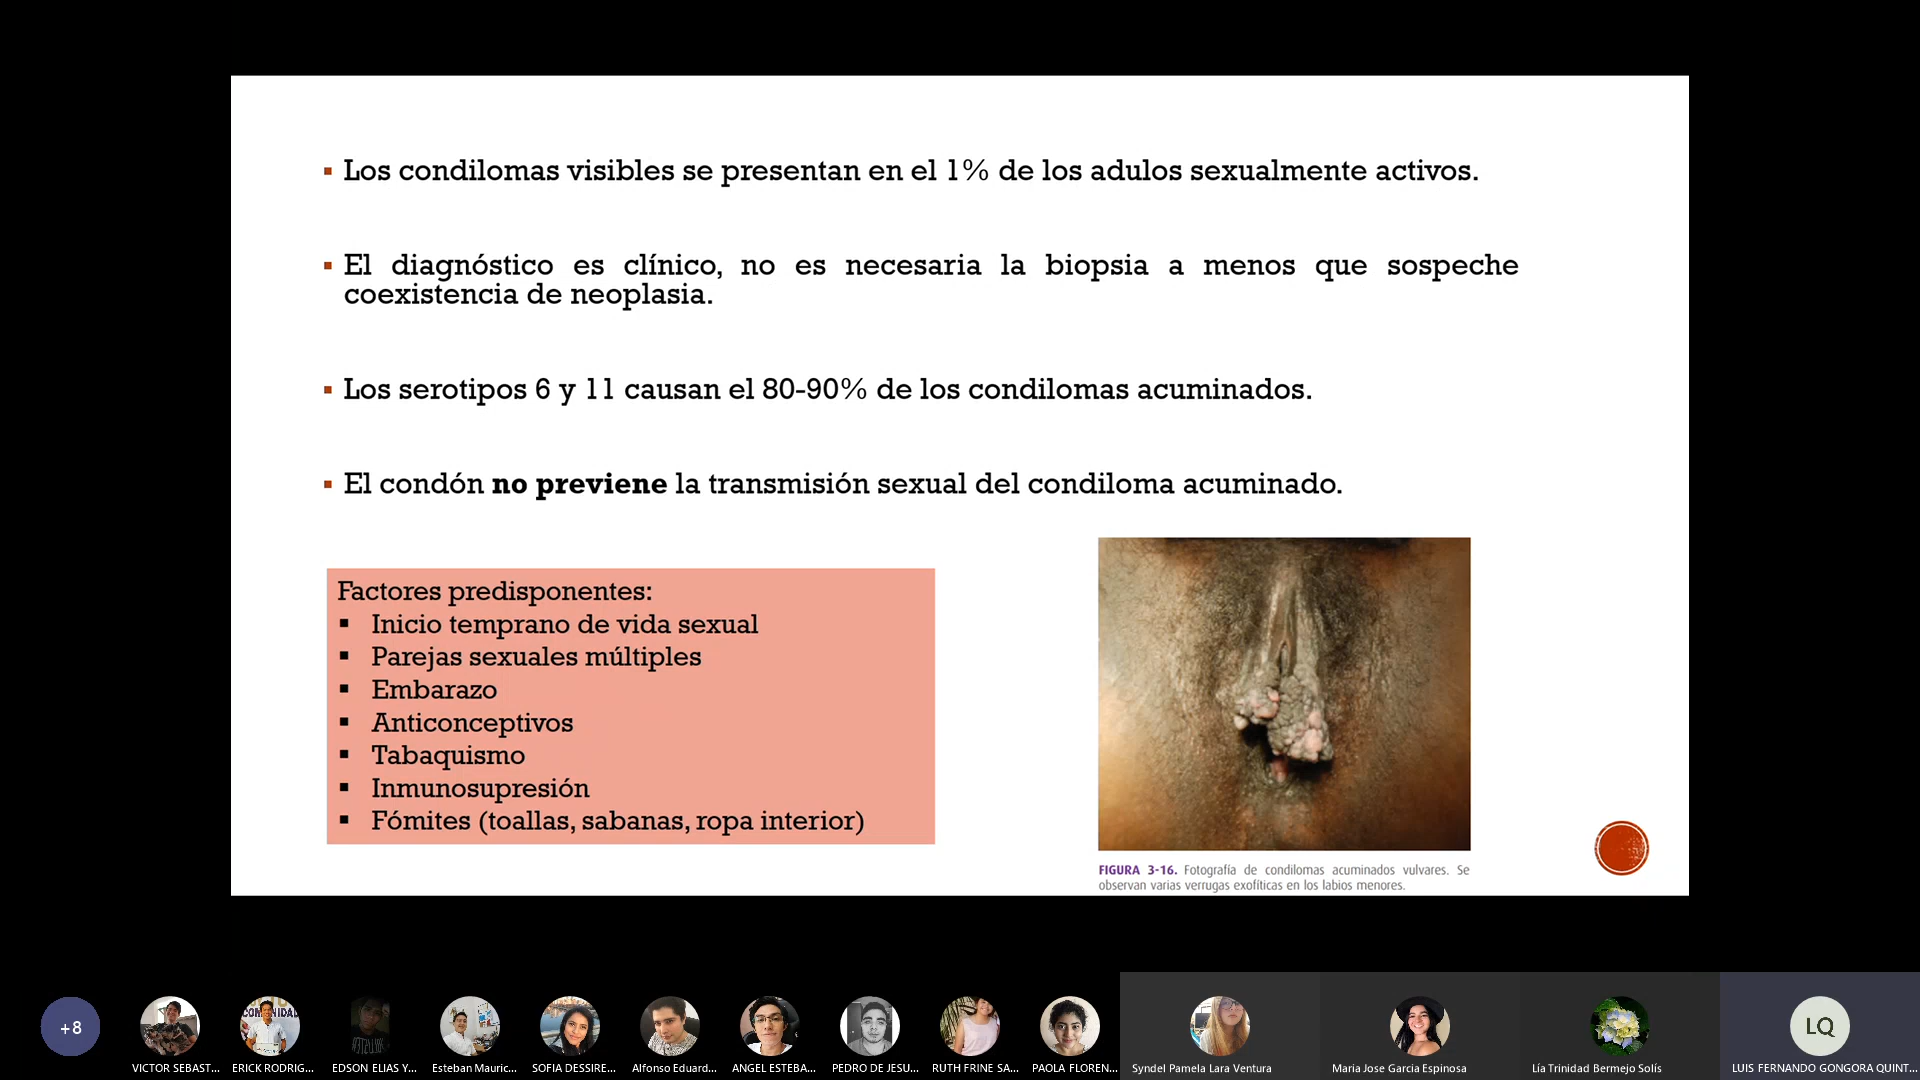 Los condilomas visibles se presentan en el 1% de los adulos sexualmente activos.
El diagnóstico es clínico, no es necesaria la biopsia a menos que sospeche
coexistencia de neoplasia.
Los serotipos 6 y 11 causan el 80-90% de los condilomas acuminados.
El condón no previene la transmisión sexual del condiloma acuminado.
Factores predisponentes:
Inicio temprano de vida sexual
Parejas sexuales múltiples
Embarazo
Anticonceptivos
Tabaquismo
Inmunosupresión
Fómites (toallas, sabanas, ropa interior)
FIGURA 3-16. Fotografía de condilomas acuminados vulvares. Se
observan varias verrugas exofíticas en los labios menores.
+8
VICTOR SEBAST...
ERICK RODRIG...
EDSON ELIAS Y...
Esteban Mauric...
SOFIA DESSIRE...
Alfonso Eduard...
ANGEL ESTEBA...
PEDRO DE JESU...
RUTH FRINE SA...
PAOLA FLOREN...
Syndel Pamela Lara Ventura
Maria Jose Garcia Espinosa
Lía Trinidad Bermejo Solís
LQ
LUIS FERNANDO GONGORA QUINT...